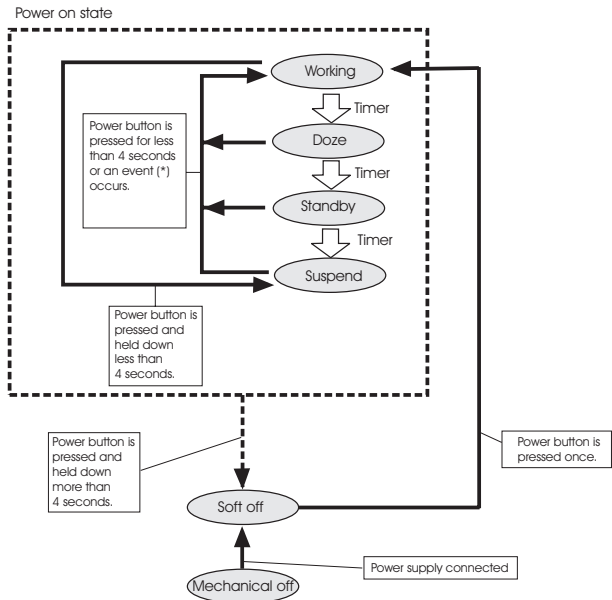 Power on state
Working
Timer
Power button is
pressed for less
than 4 seconds
or an event (*)
occurs.
Doze
Timer
Standby
Timer
Suspend
Power button is
pressed and
held down
less than
4 seconds.
Power button is
pressed and
held down
more than
4 seconds.
Power button is
pressed once.
Soft off
Power supply connected
Mechanical off